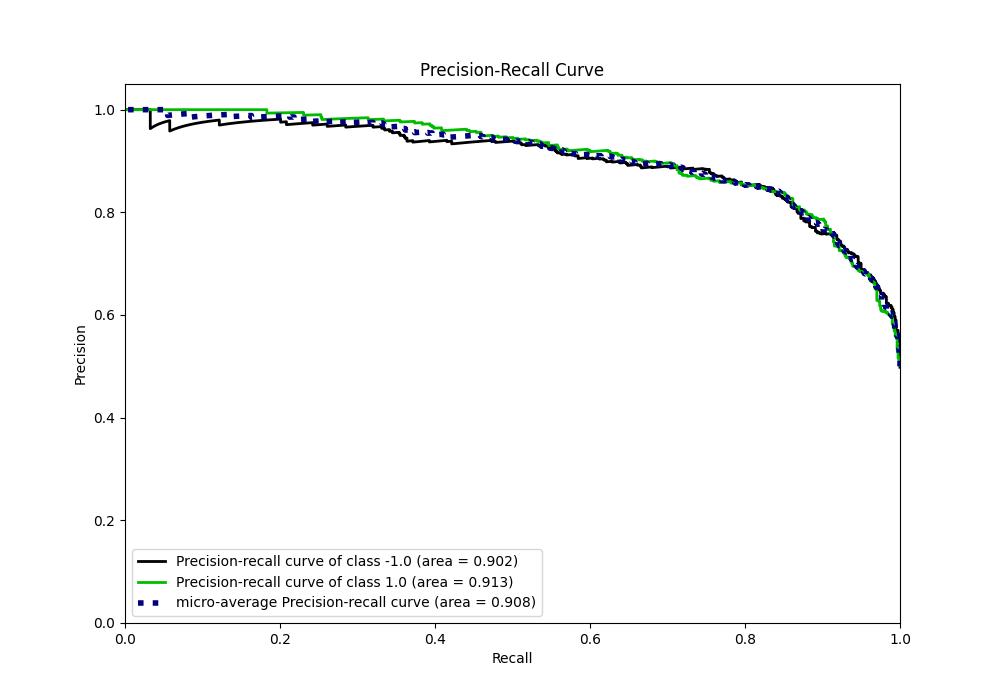 Precision-Recall Curve
1.0
0.8
0.6
0.4
0.2
0.0
Precision
Precision-recall curve of class -1.0 (area = 0.902)
Precision-recall curve of class 1.0 (area = 0.913)
micro-average Precision-recall curve (area = 0.908)
0.0 0.2 0.4 0.6 0.8 1.0
Recall